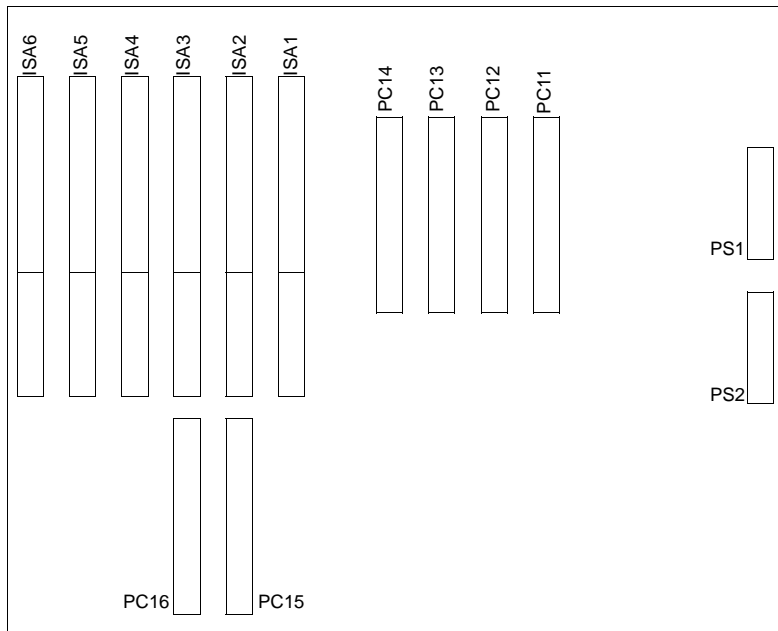 ISA6
ISA5
ISA4
ISA3
ISA2
ISA1
PC14
PC13
PC12
PC11
PS1
PS2
PC16
PC15